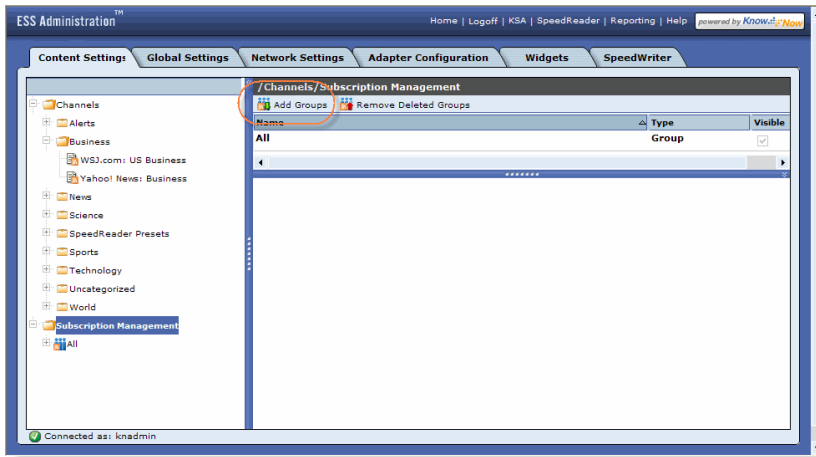 ESS Administration™
Home | Logoff | KSA | SpeedReader | Reporting | Help powered by KnowNow
Content Settings Global Settings Network Settings Adapter Configuration Widgets SpeedWriter
/Channels/Subscription Management
Add Groups Remove Deleted Groups
Name Type Visible
All Group
Channels
Alerts
Business
WSJ.com: US Business
Yahoo! News: Business
News
Science
SpeedReader Presets
Sports
Technology
Uncategorized
World
Subscription Management
All
Connected as: knadmin